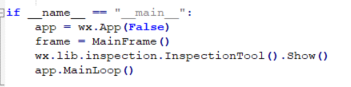 if __name__ == "__main__":
    app = wx.App(False)
    frame = MainFrame()
    wx.lib.inspection.InspectionTool().Show()
    app.MainLoop()